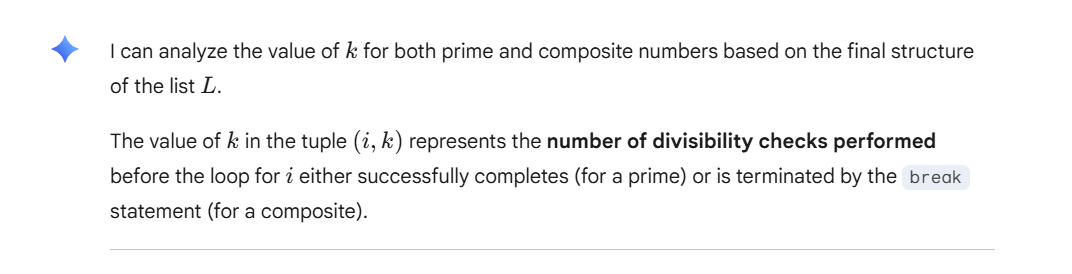 I can analyze the value of k for both prime and composite numbers based on the final structure
of the list L.
The value of k in the tuple (i, k) represents the number of divisibility checks performed
before the loop for i either successfully completes (for a prime) or is terminated by the break
statement (for a composite).